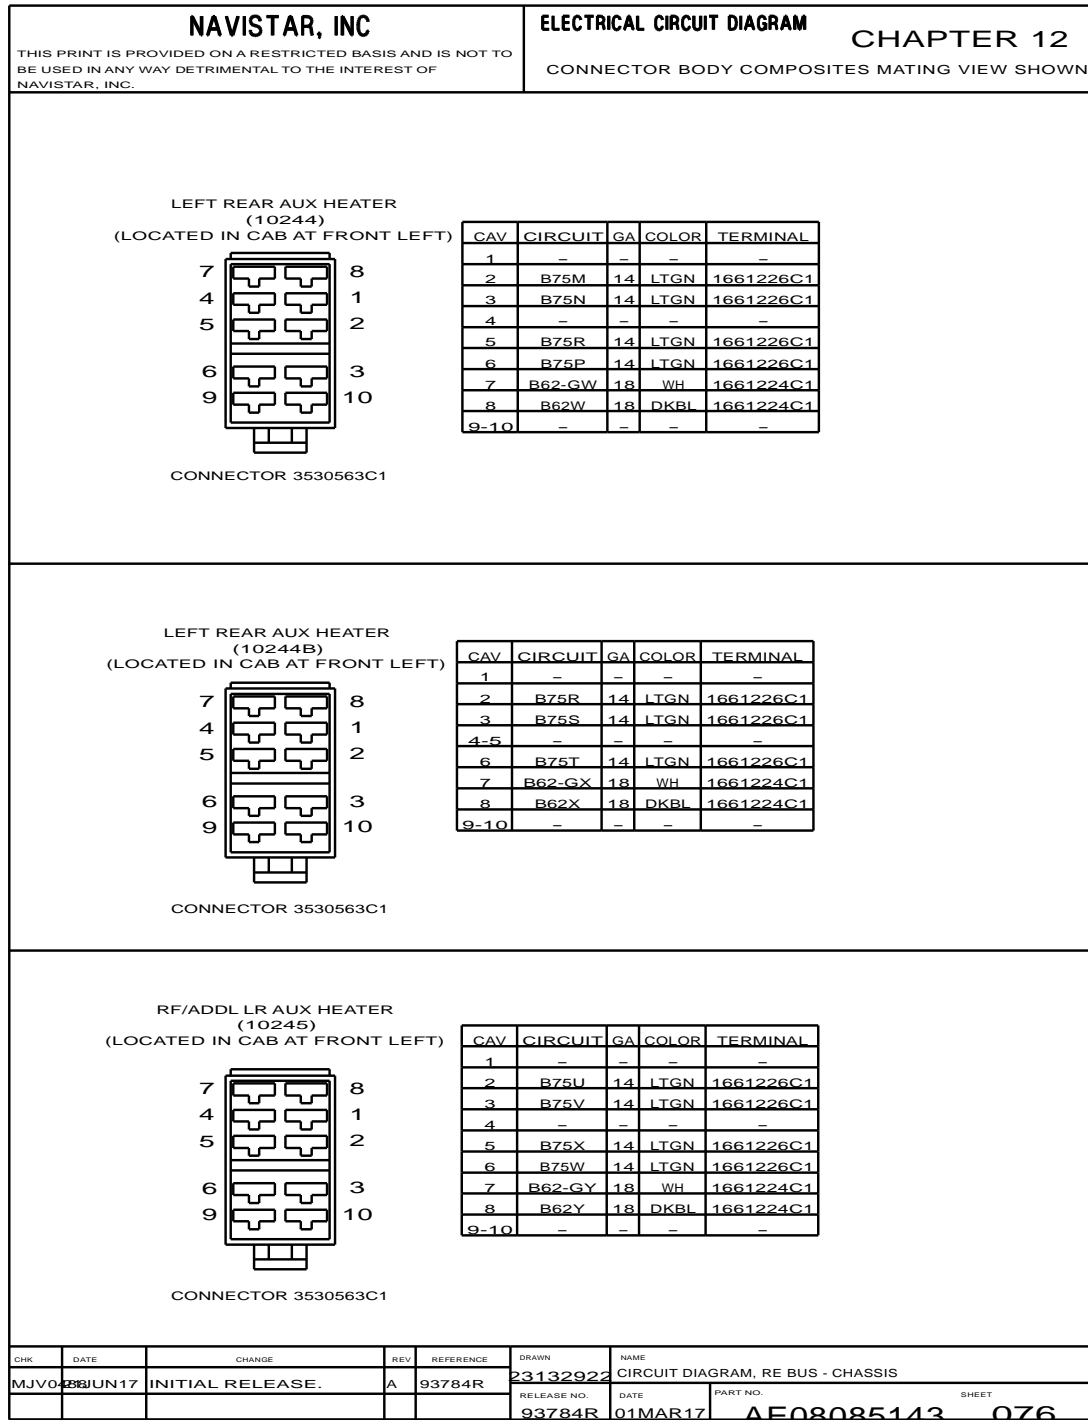 NAVISTAR, INC
THIS PRINT IS PROVIDED ON A RESTRICTED BASIS AND IS NOT TO
BE USED IN ANY WAY DETRIMENTAL TO THE INTEREST OF
NAVISTAR, INC.
ELECTRICAL CIRCUIT DIAGRAM
CHAPTER 12
CONNECTOR BODY COMPOSITES MATING VIEW SHOWN
LEFT REAR AUX HEATER
(10244)
(LOCATED IN CAB AT FRONT LEFT)
7 8
4 1
5 2
6 3
9 10
CONNECTOR 3530563C1
CAV CIRCUIT GA COLOR TERMINAL
1 – – – –
2 B75M 14 LTGN 1661226C1
3 B75N 14 LTGN 1661226C1
4 – – – –
5 B75R 14 LTGN 1661226C1
6 B75P 14 LTGN 1661226C1
7 B62-GW 18 WH 1661224C1
8 B62W 18 DKBL 1661224C1
9-10 – – – –
LEFT REAR AUX HEATER
(10244B)
(LOCATED IN CAB AT FRONT LEFT)
7 8
4 1
5 2
6 3
9 10
CONNECTOR 3530563C1
CAV CIRCUIT GA COLOR TERMINAL
1 – – – –
2 B75R 14 LTGN 1661226C1
3 B75S 14 LTGN 1661226C1
4-5 – – – –
6 B75T 14 LTGN 1661226C1
7 B62-GX 18 WH 1661224C1
8 B62X 18 DKBL 1661224C1
9-10 – – – –
RF/ADDL LR AUX HEATER
(10245)
(LOCATED IN CAB AT FRONT LEFT)
7 8
4 1
5 2
6 3
9 10
CONNECTOR 3530563C1
CAV CIRCUIT GA COLOR TERMINAL
1 – – – –
2 B75U 14 LTGN 1661226C1
3 B75V 14 LTGN 1661226C1
4 – – – –
5 B75X 14 LTGN 1661226C1
6 B75W 14 LTGN 1661226C1
7 B62-GY 18 WH 1661224C1
8 B62Y 18 DKBL 1661224C1
9-10 – – – –
CHK DATE CHANGE REV REFERENCE
INITIAL RELEASE. A 93784R
DRAWN
23132922
NAME
CIRCUIT DIAGRAM, RE BUS - CHASSIS
RELEASE NO.
93784R
DATE
01MAR17
PART NO.
AE08085143
SHEET
076